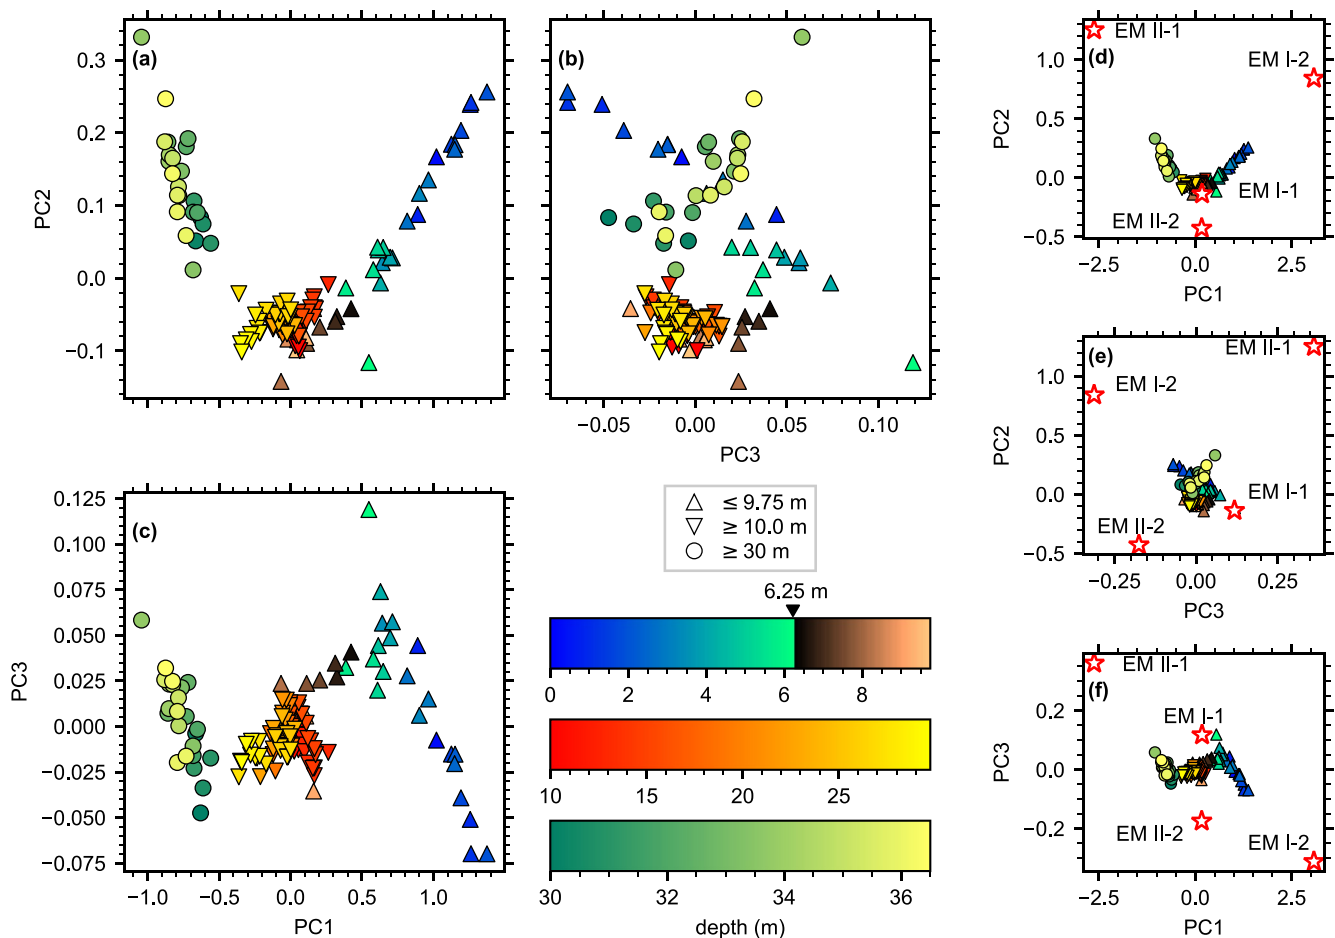 (a)
PC2
0.3
0.2
0.1
0.0
−0.1
(b)
−0.05
0.00
0.05
0.10
PC3
(c)
PC3
0.125
0.100
0.075
0.050
0.025
0.000
−0.025
−0.050
−0.075
−1.0
−0.5
0.0
0.5
1.0
PC1
≤ 9.75 m
≥ 10.0 m
≥ 30 m
6.25 m
0 2 4 6 8
10 15 20 25
30 32 34 36
depth (m)
(d)
EM II-1
EM I-2
EM I-1
EM II-2
PC2
1.0
0.5
0.0
−0.5
−2.5 0.0 2.5
PC1
(e)
EM II-1
EM I-2
EM I-1
EM II-2
PC2
1.0
0.5
0.0
−0.5
−0.25 0.00 0.25
PC3
(f)
EM II-1
EM I-1
EM II-2
EM I-2
PC3
0.2
0.0
−0.2
−2.5 0.0 2.5
PC1